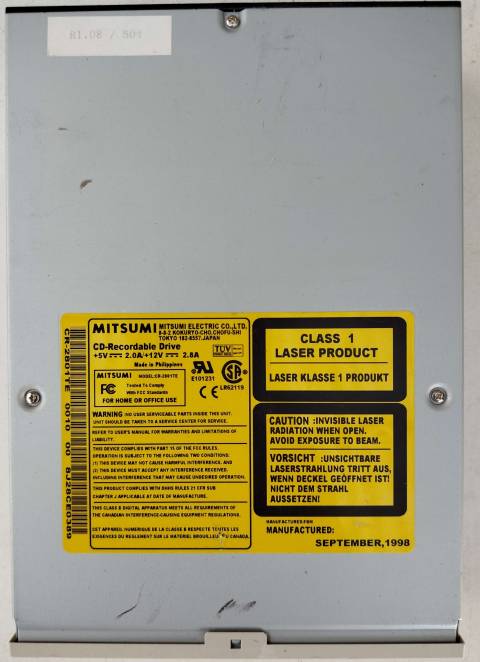 R1.08 / S04
CR-2801TE 0010 00 8J28CE0389
MITSUMI MITSUMI ELECTRIC CO.,LTD.
8-8-2 KOKURYO-CHO,CHOFU-SHI
TOKYO 182-8557,JAPAN
CD-Recordable Drive
+5V 2.0A/+12V 2.8A
Made in Philippines
TUV
MITSUMI MODEL:CR-2801TE
FC Tested To Comply
With FCC Standards
FOR HOME OR OFFICE USE
E101231
LR62119
WARNING NO USER SERVICEABLE PARTS INSIDE THIS UNIT.
UNIT SHOULD BE TAKEN TO A SERVICE CENTER FOR SERVICE.
REFER TO USER'S MANUAL FOR WARRANTIES AND LIMITATIONS OF
LIABILITY.
THIS DEVICE COMPLIES WITH PART 15 OF THE FCC RULES.
OPERATION IS SUBJECT TO THE FOLLOWING TWO CONDITIONS:
(1) THIS DEVICE MAY NOT CAUSE HARMFUL INTERFERENCE, AND
(2) THIS DEVICE MUST ACCEPT ANY INTERFERENCE RECEIVED,
INCLUDING INTERFERENCE THAT MAY CAUSE UNDESIRED OPERATION.
THIS PRODUCT COMPLIES WITH DHHS RULES 21 CFR SUB
CHAPTER J APPLICABLE AT DATE OF MANUFACTURE.
THIS CLASS B DIGITAL APPARATUS MEETS ALL REQUIREMENTS OF
THE CANADIAN INTERFERENCE-CAUSING EQUIPMENT REGULATIONS.
CET APPAREIL NUMERIQUE DE LA CLASSE B RESPECTE TOUTES LES
EXIGENCES DU REGLEMENT SUR LE MATERIEL BROUILLEUR DU CANADA.
CLASS 1
LASER PRODUCT
LASER KLASSE 1 PRODUKT
CAUTION :INVISIBLE LASER
RADIATION WHEN OPEN.
AVOID EXPOSURE TO BEAM.
VORSICHT :UNSICHTBARE
LASERSTRAHLUNG TRITT AUS,
WENN DECKEL GEÖFFNET IST!
NICHT DEM STRAHL
AUSSETZEN!
MANUFACTURED:
SEPTEMBER,1998